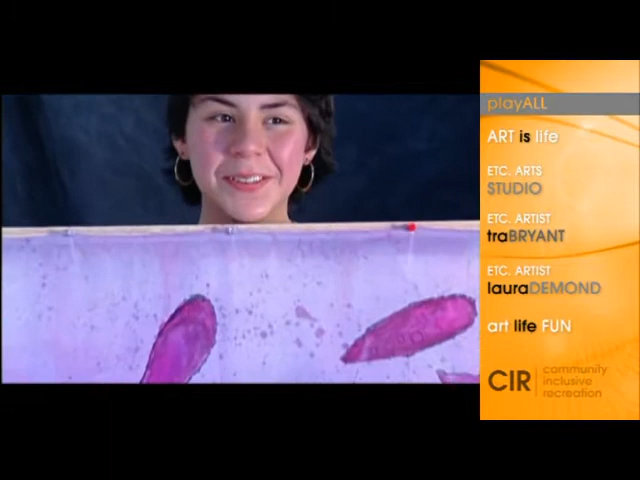 playALL
ART is life
ETC. ARTS
STUDIO
ETC. ARTIST
traBRYANT
ETC. ARTIST
lauraDEMOND
art life FUN
CIR community
inclusive
recreation